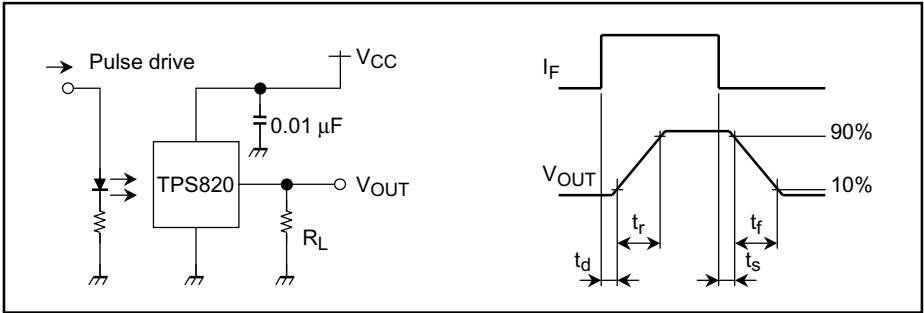 Pulse drive
VCC
0.01 μF
TPS820
VOUT
RL
IF
90%
VOUT
10%
tr
tf
td
ts